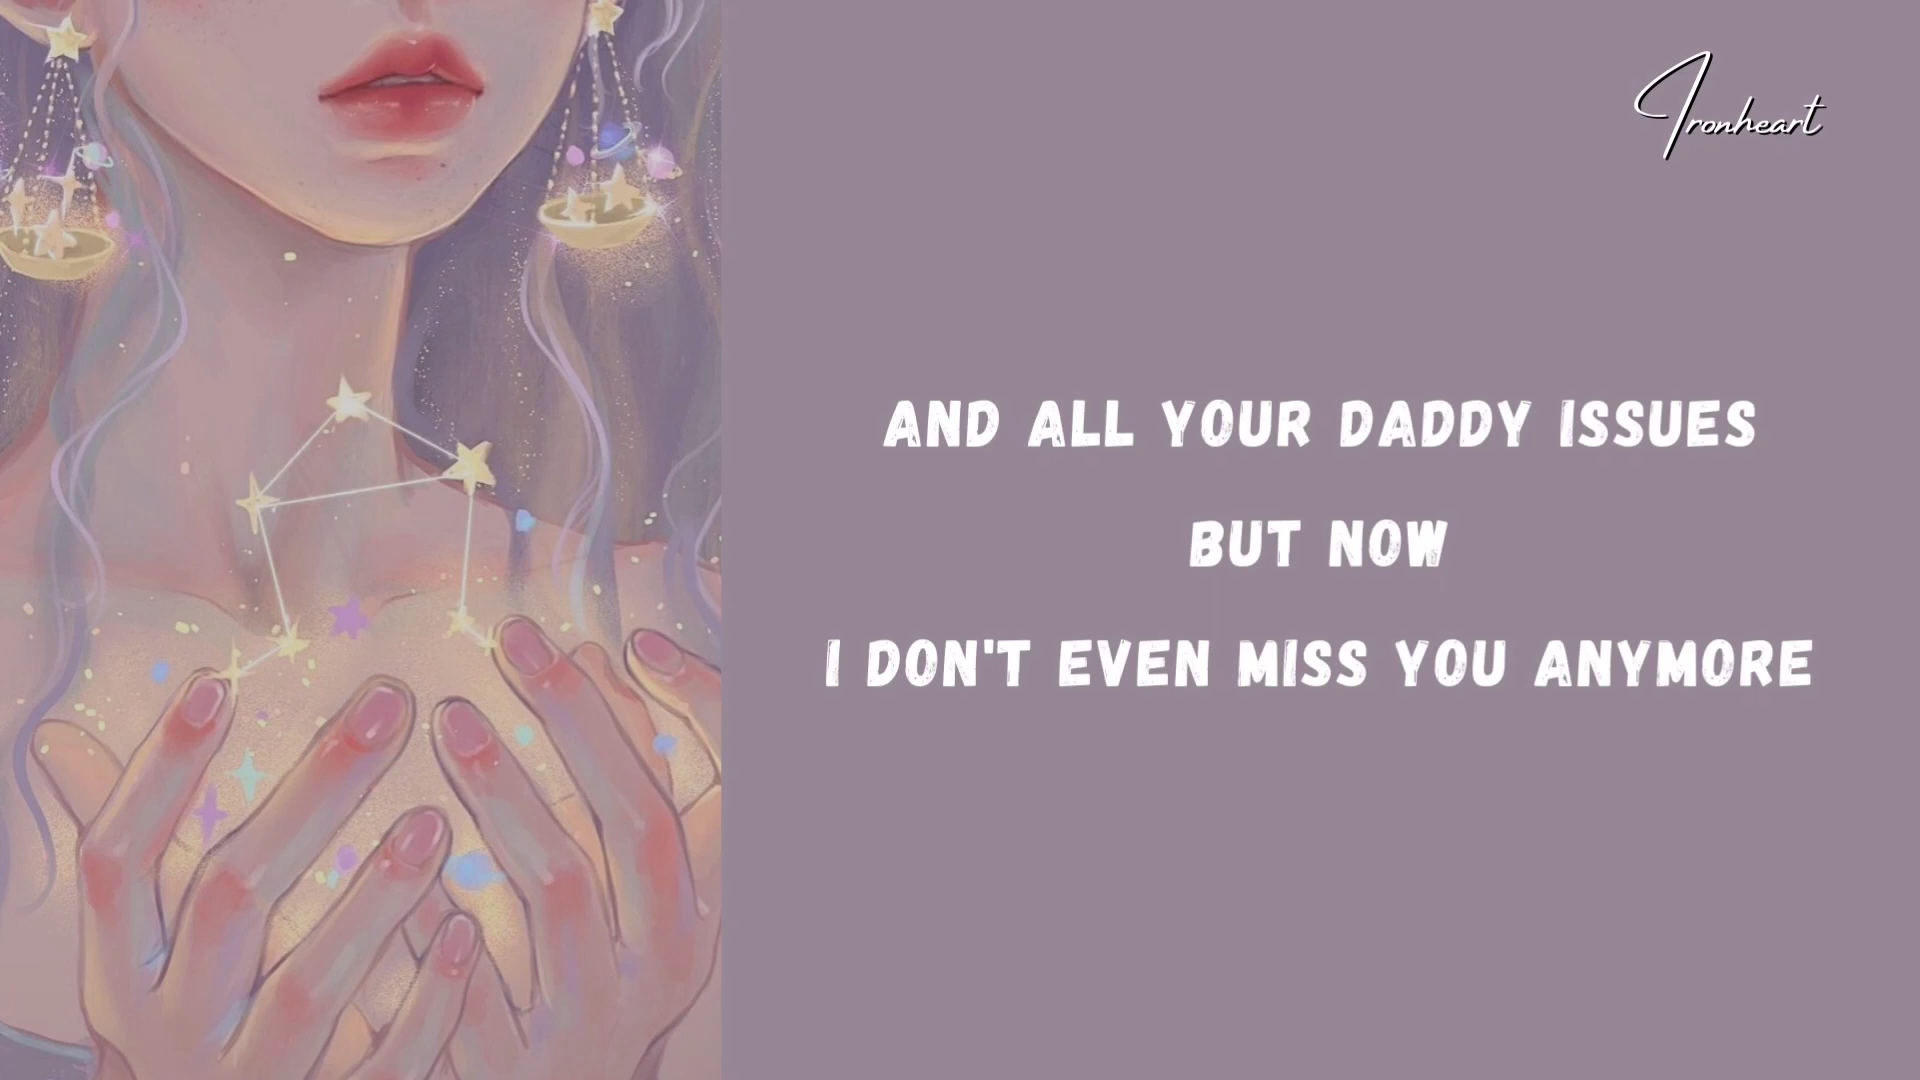 Ironheart
AND ALL YOUR DADDY ISSUES
BUT NOW
I DON'T EVEN MISS YOU ANYMORE